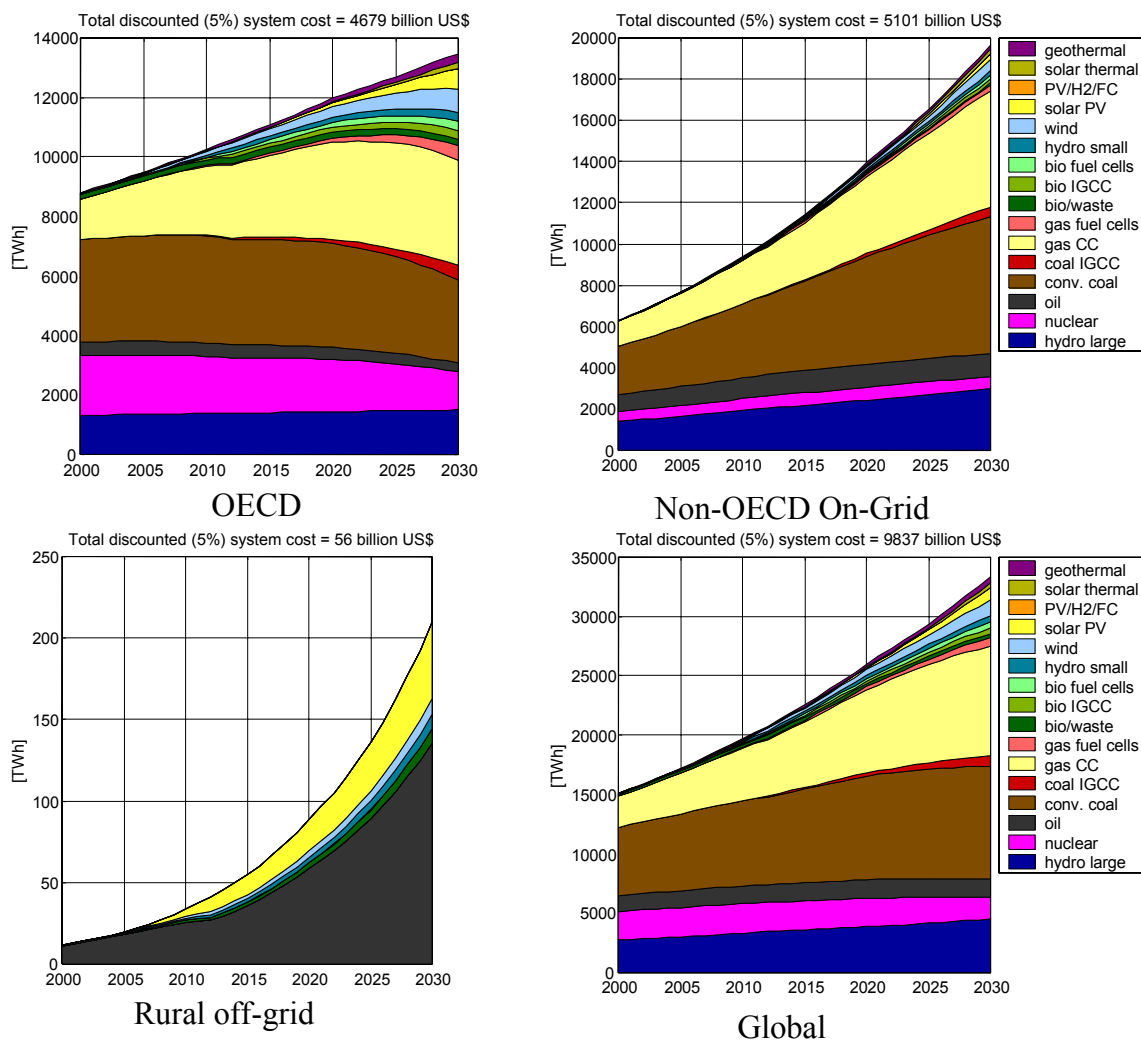 Total discounted (5%) system cost = 4679 billion US$
14000
12000
10000
8000
6000
4000
2000
0
[TWh]
2000 2005 2010 2015 2020 2025 2030
OECD
Total discounted (5%) system cost = 5101 billion US$
20000
18000
16000
14000
12000
10000
8000
6000
4000
2000
0
[TWh]
2000 2005 2010 2015 2020 2025 2030
Non-OECD On-Grid
geothermal
solar thermal
PV/H2/FC
solar PV
wind
hydro small
bio fuel cells
bio IGCC
bio/waste
gas fuel cells
gas CC
coal IGCC
conv. coal
oil
nuclear
hydro large
Total discounted (5%) system cost = 56 billion US$
250
200
150
100
50
0
[TWh]
2000 2005 2010 2015 2020 2025 2030
Rural off-grid
Total discounted (5%) system cost = 9837 billion US$
35000
30000
25000
20000
15000
10000
5000
0
[TWh]
2000 2005 2010 2015 2020 2025 2030
Global
geothermal
solar thermal
PV/H2/FC
solar PV
wind
hydro small
bio fuel cells
bio IGCC
bio/waste
gas fuel cells
gas CC
coal IGCC
conv. coal
oil
nuclear
hydro large